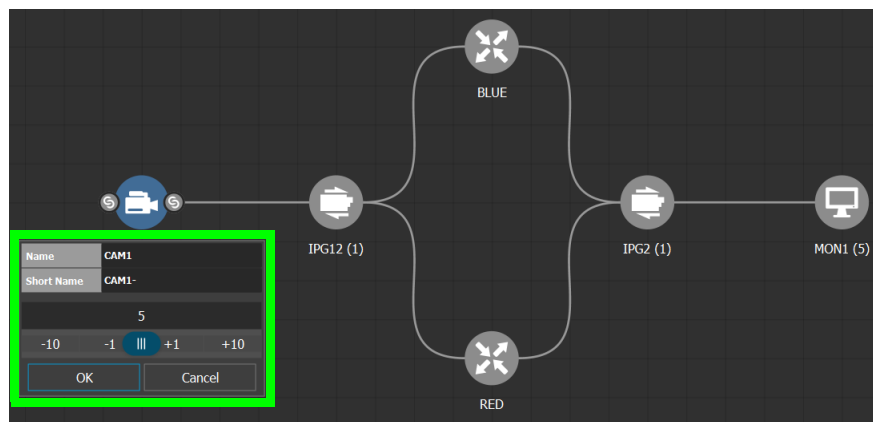 BLUE
IPG12 (1)
IPG2 (1)
MON1 (5)
Name CAM1
Short Name CAM1-
5
-10 -1 +1 +10
OK Cancel
RED